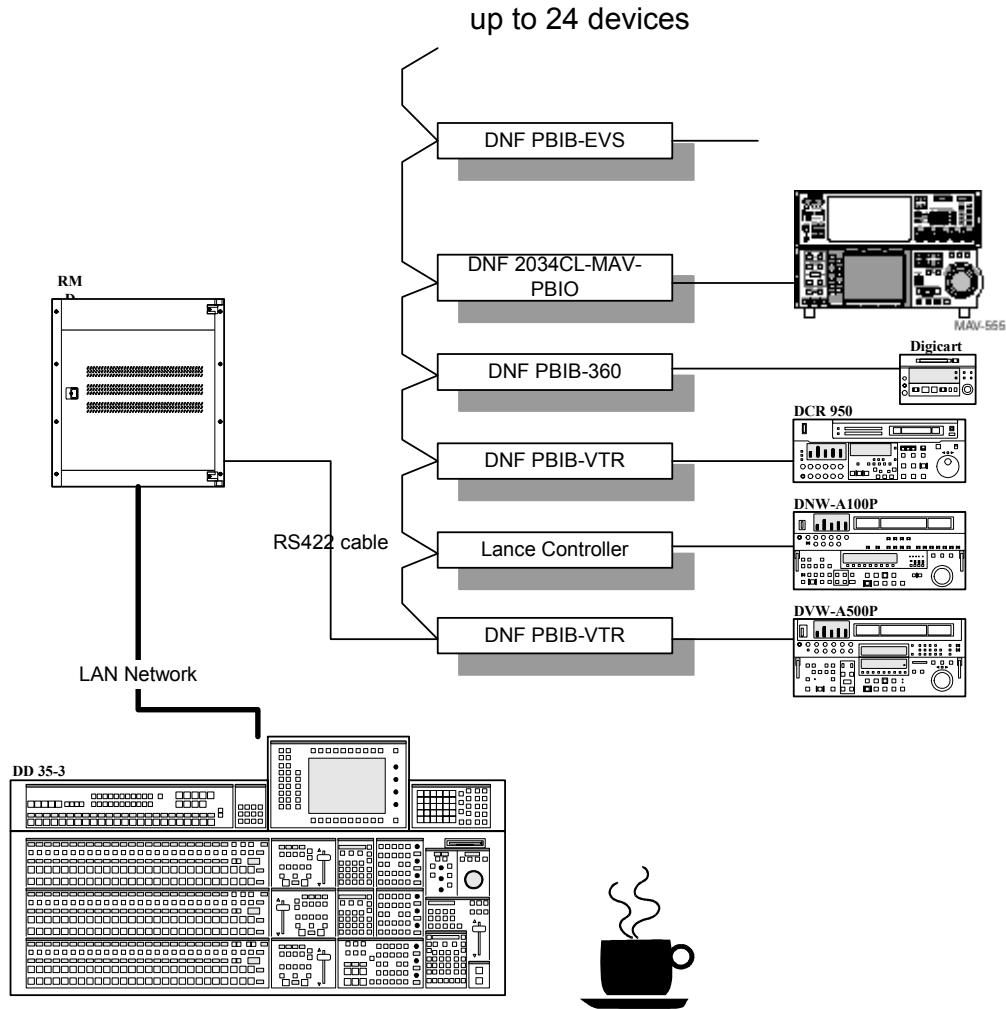 up to 24 devices
DNF PBIB-EVS
DNF 2034CL-MAV-
PBIO
MAV-555
RM
Digicart
DNF PBIB-360
DCR 950
DNF PBIB-VTR
DNW-A100P
RS422 cable
Lance Controller
DVW-A500P
DNF PBIB-VTR
LAN Network
DD 35-3